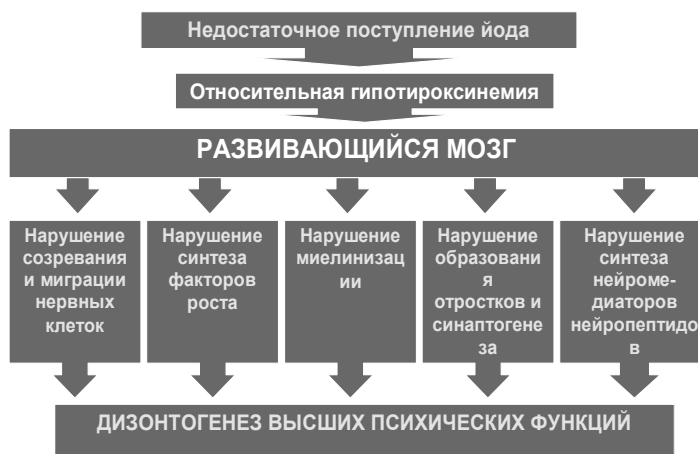 Недостаточное поступление йода
Относительная гипотироксинемия
РАЗВИВАЮЩИЙСЯ МОЗГ
Нарушение
созревания
и миграции
нервных
клеток
Нарушение
синтеза
факторов
роста
Нарушение
миелинизац
ии
Нарушение
образовани
я
отростков и
синаптогене
за
Нарушение
синтеза
нейроме-
диаторов
нейропептидо
в
ДИЗОНТОГЕНЕЗ ВЫСШИХ ПСИХИЧЕСКИХ ФУНКЦИЙ